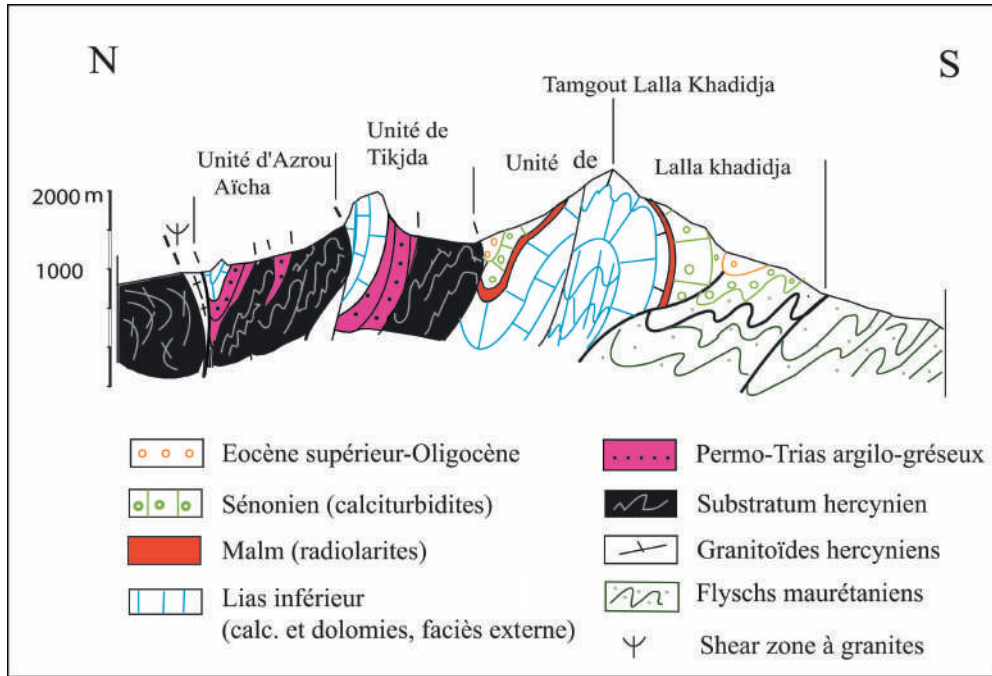 N
S
Tamgout Lalla Khadidja
Unité de
Tikjda
Unité d'Azrou
Aïcha
Unité de
Lalla khadidja
2000 m
1000
Eocène supérieur-Oligocène
Sénonien (calciturbidites)
Malm (radiolarites)
Lias inférieur
(calc. et dolomies, faciès externe)
Permo-Trias argilo-gréseux
Substratum hercynien
Granitoïdes hercyniens
Flyschs maurétaniens
Shear zone à granites